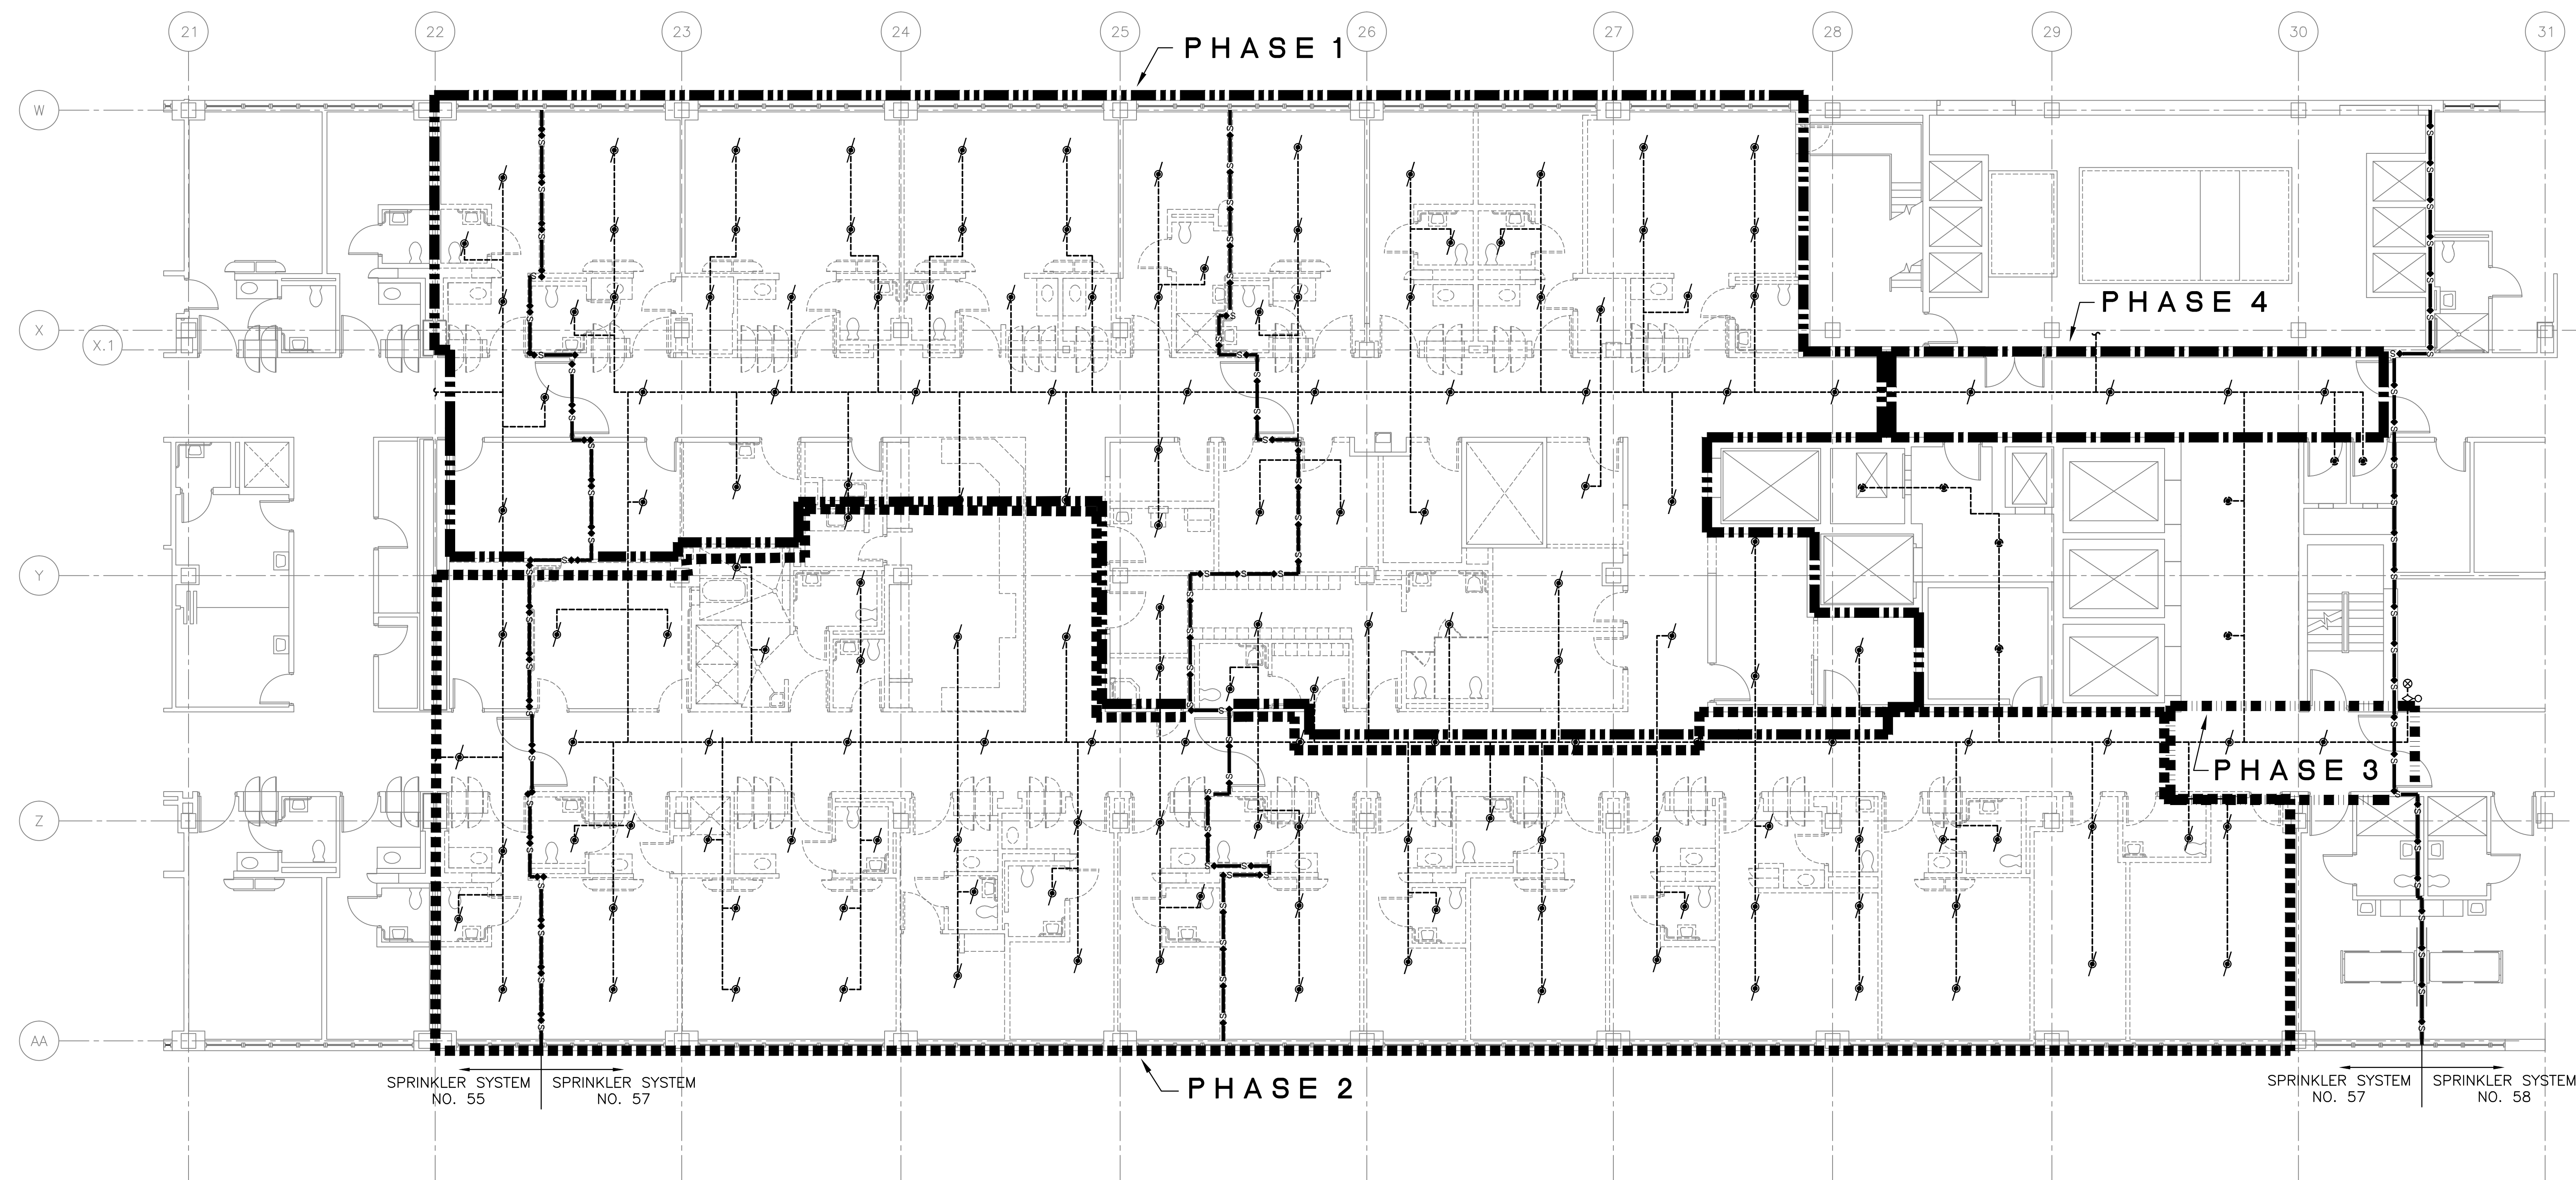 21 22 23 24 25 26 27 28 29 30 31
PHASE 1
W
PHASE 4
X
X.1
Y
PHASE 3
Z
AA
PHASE 2
SPRINKLER SYSTEM
NO. 55
SPRINKLER SYSTEM
NO. 57
SPRINKLER SYSTEM
NO. 57
SPRINKLER SYSTEM
NO. 58